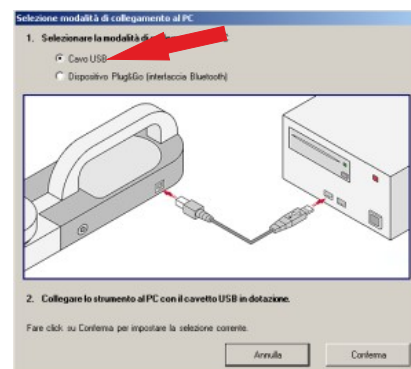 Selezione modalità di collegamento al PC
1. Selezionare la modalità di
Cavo USB
Dispositivo Plug&Go (interfaccia Bluetooth)
2. Collegare lo strumento al PC con il cavetto USB in dotazione.
Fare click su Conferma per impostare la selezione corrente.
Annulla
Conferma